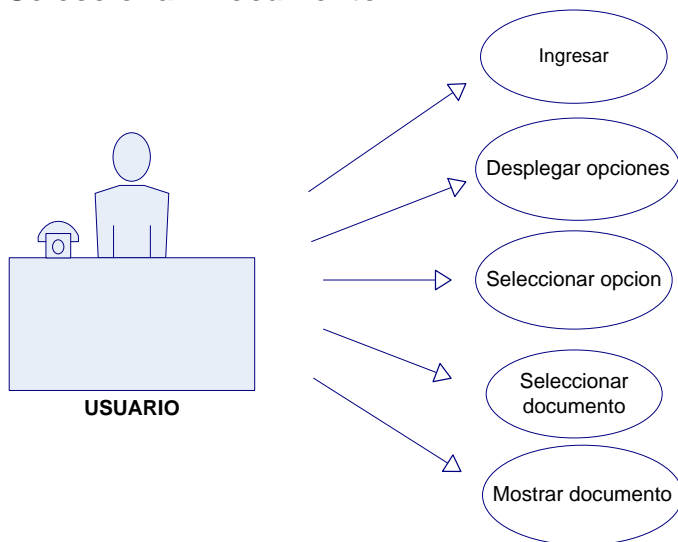 Ingresar
Desplegar opciones
Seleccionar opcion
Seleccionar
documento
Mostrar documento
USUARIO